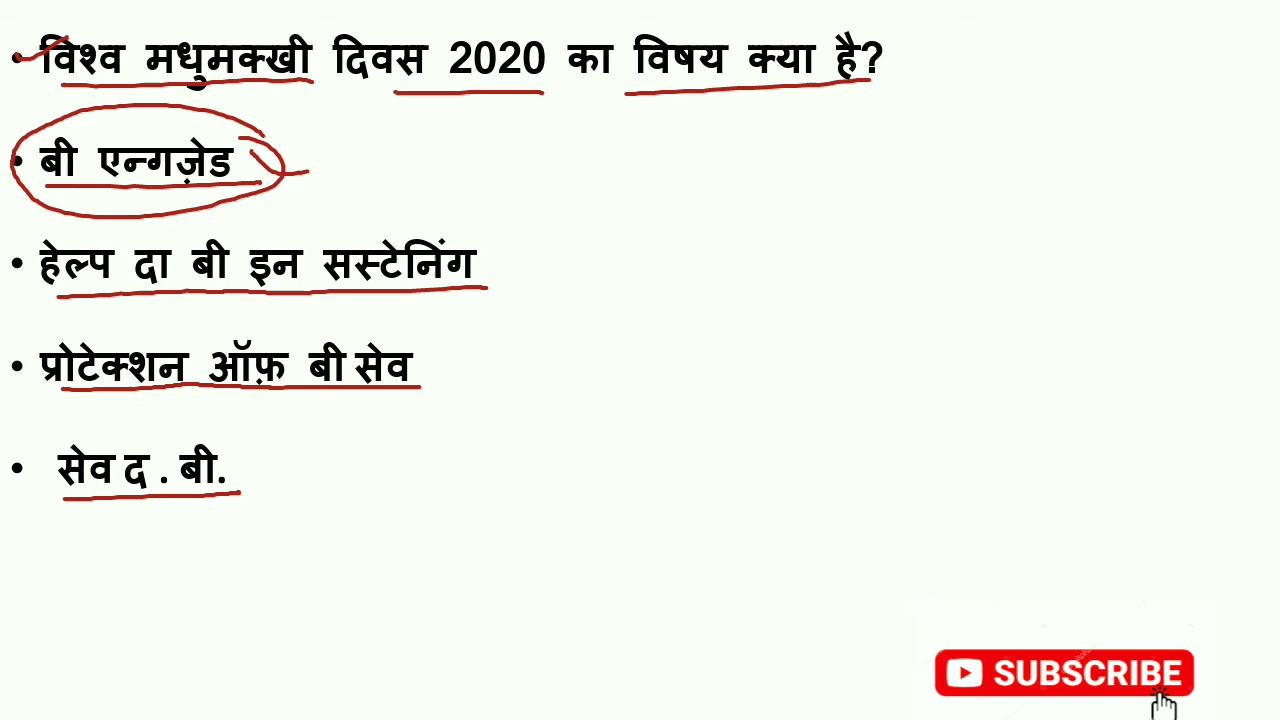 • विश्व मधुमक्खी दिवस 2020 का विषय क्या है?
• बी एन्गज़ेड
• हेल्प दा बी इन सस्टेनिंग
• प्रोटेक्शन ऑफ़ बी सेव
• सेव द . बी.
SUBSCRIBE